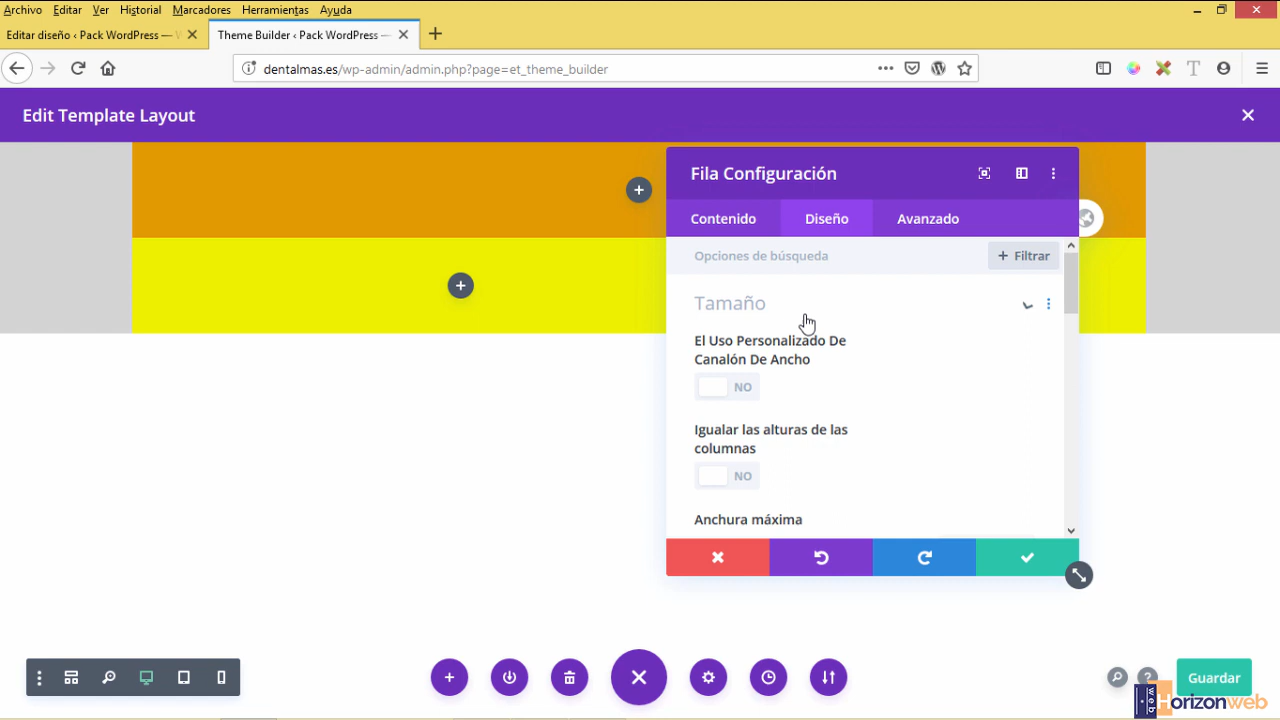 Archivo Editar Ver Historial Marcadores Herramientas Ayuda
Editar diseño ‹ Pack WordPress — W
Theme Builder ‹ Pack WordPress —
dentalmas.es/wp-admin/admin.php?page=et_theme_builder
Edit Template Layout
Fila Configuración
Contenido Diseño Avanzado
Opciones de búsqueda + Filtrar
Tamaño
El Uso Personalizado De
Canalón De Ancho
NO
Igualar las alturas de las
columnas
NO
Anchura máxima
Guardar
web Horizonweb